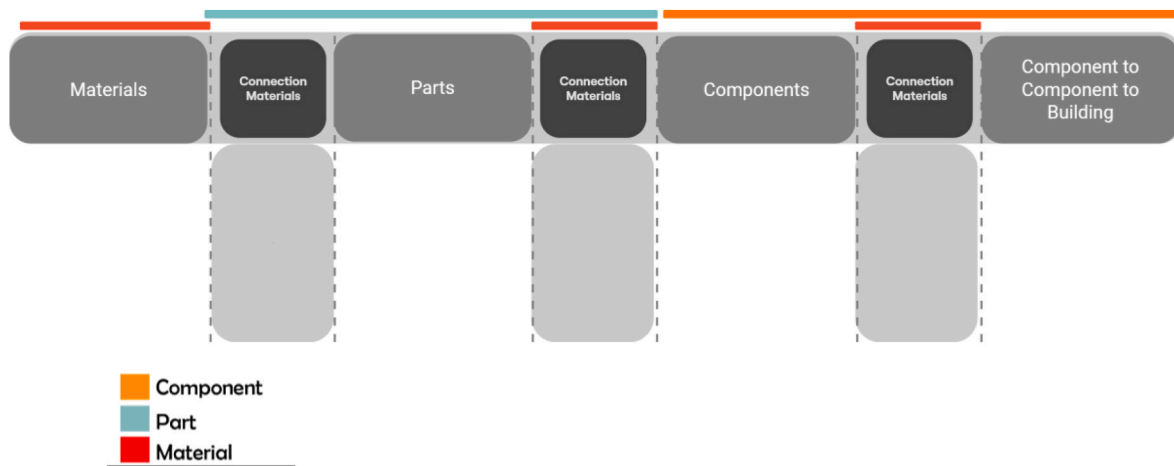 Materials
Connection
Materials
Parts
Connection
Materials
Components
Connection
Materials
Component to
Component to
Building
Component
Part
Material